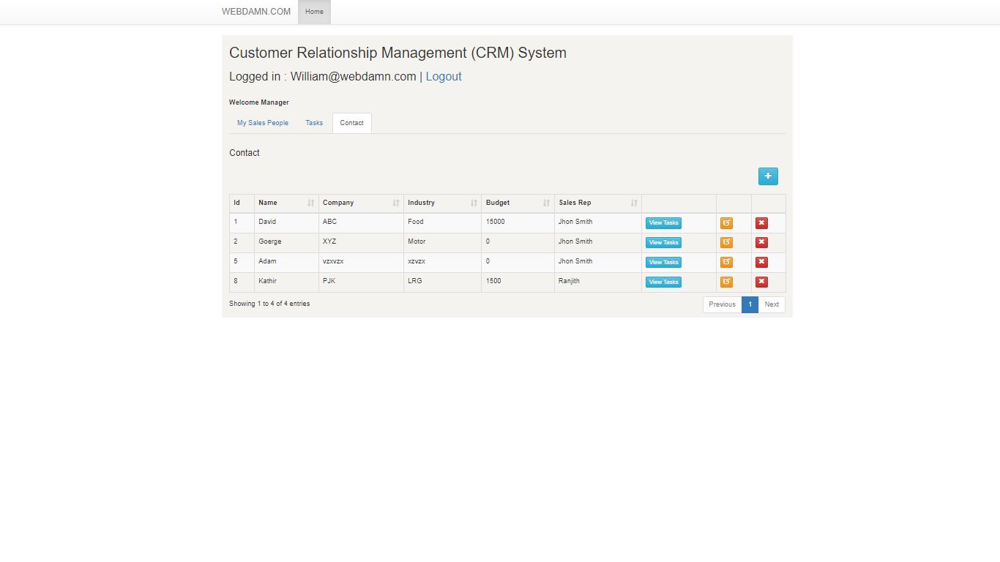 WEBDAMN.COM Home
Customer Relationship Management (CRM) System
Logged in : William@webdamn.com | Logout
Welcome Manager
My Sales People Tasks Contact
Contact
+
Id Name Company Industry Budget Sales Rep
1 David ABC Food 15000 Jhon Smith View Tasks
2 Goerge XYZ Motor 0 Jhon Smith View Tasks
5 Adam vzxvzx xzvzx 0 Jhon Smith View Tasks
8 Kathir PJK LRG 1500 Ranjith View Tasks
Showing 1 to 4 of 4 entries Previous 1 Next